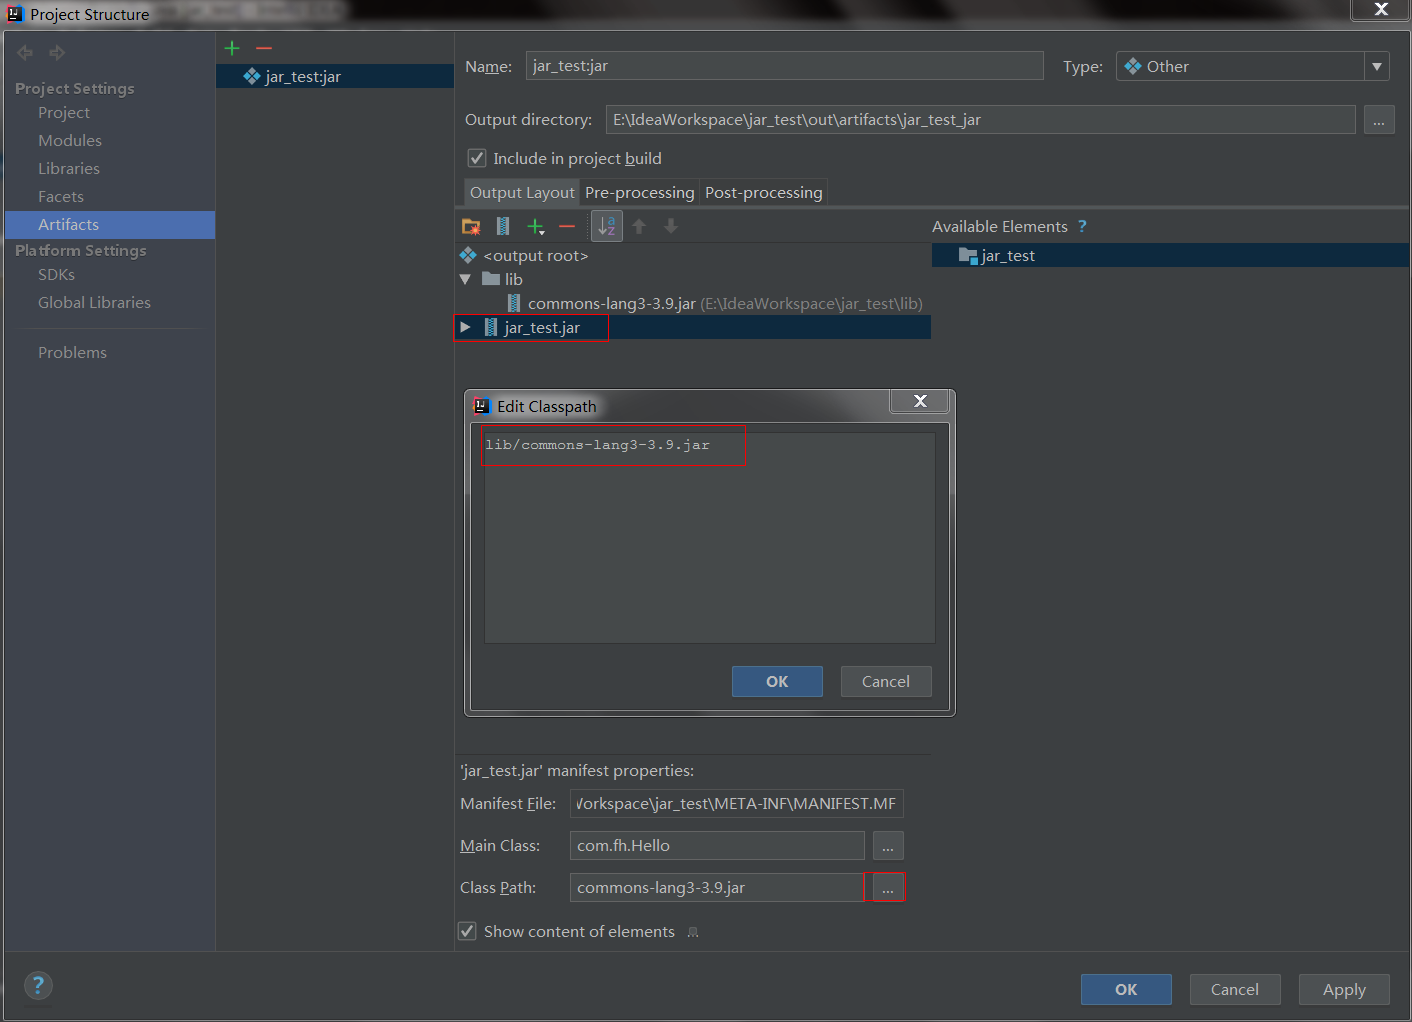 Project Structure
X
Project Settings
Project
Modules
Libraries
Facets
Artifacts
Platform Settings
SDKs
Global Libraries
Problems
jar_test:jar
Name: jar_test:jar
Type: Other
Output directory: E:\IdeaWorkspace\jar_test\out\artifacts\jar_test_jar ...
Include in project build
Output Layout Pre-processing Post-processing
a
z
Available Elements ?
<output root>
lib
commons-lang3-3.9.jar (E:\IdeaWorkspace\jar_test\lib)
jar_test.jar
jar_test
Edit Classpath
X
lib/commons-lang3-3.9.jar
OK Cancel
'jar_test.jar' manifest properties:
Manifest File: Workspace\jar_test\META-INF\MANIFEST.MF
Main Class: com.fh.Hello ...
Class Path: commons-lang3-3.9.jar ...
Show content of elements
? OK Cancel Apply